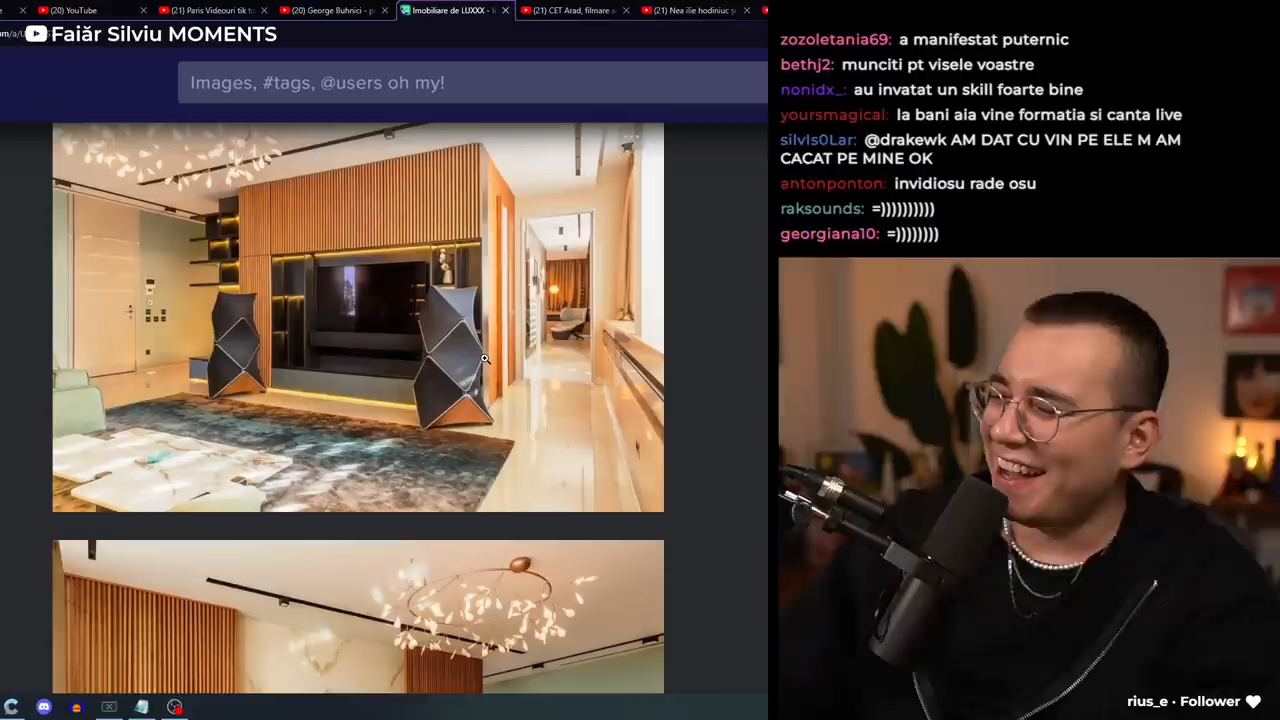 (20) YouTube
(21) Paris Videouri tik to
(20) George Buhnici - p
Imobiliare de LUXXX - i
(21) CET Arad, filmare a
(21) Nea ilie hodiniuc ș
om/a/U
Faiăr Silviu MOMENTS
Images, #tags, @users oh my!
zozoletania69: a manifestat puternic
bethj2: munciti pt visele voastre
nonidx_: au invatat un skill foarte bine
yoursmagical: la bani aia vine formatia si canta live
silvIs0Lar: @drakewk AM DAT CU VIN PE ELE M AM
CACAT PE MINE OK
antonponton: invidiosu rade osu
raksounds: =))))))))))
georgiana10: =))))))))
rius_e · Follower